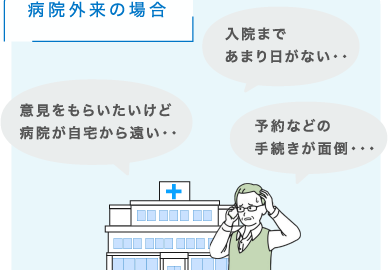 病院外来の場合
入院まで
あまり日がない‥
意見をもらいたいけど
病院が自宅から遠い‥
予約などの
手続きが面倒･･･